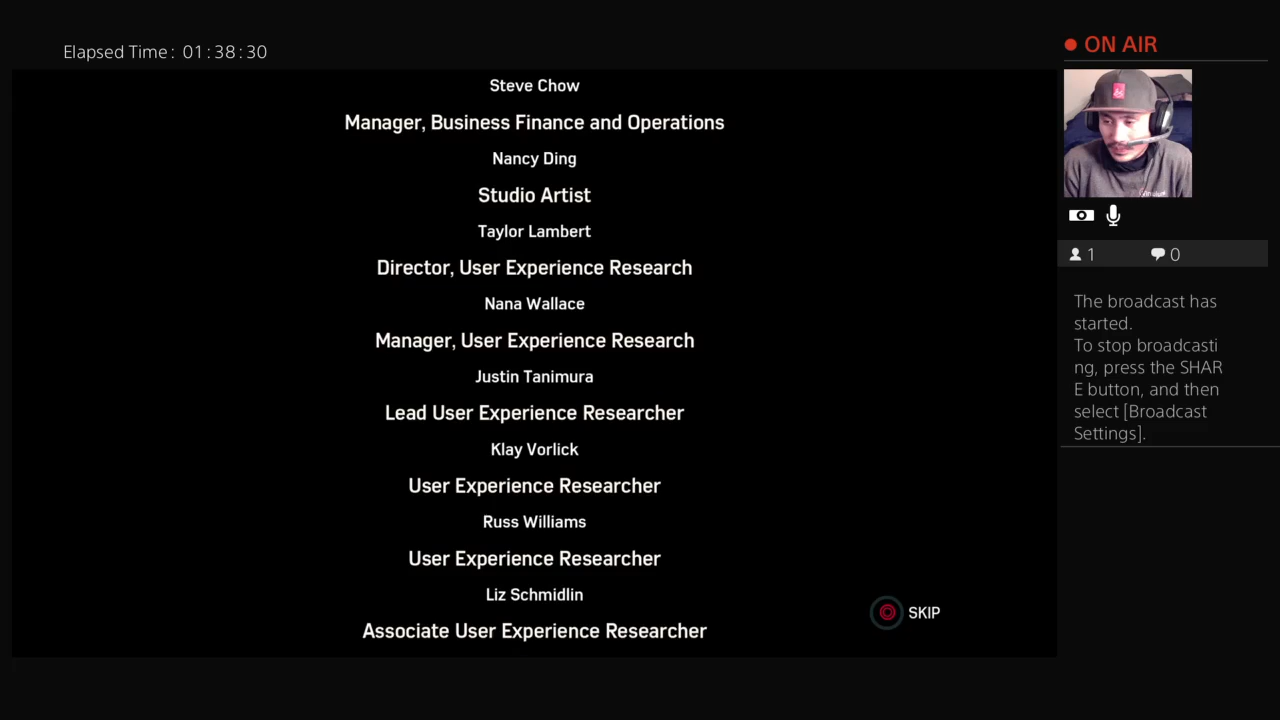 Elapsed Time: 01:38:30
ON AIR
Steve Chow
Manager, Business Finance and Operations
Nancy Ding
Studio Artist
Taylor Lambert
Director, User Experience Research
Nana Wallace
Manager, User Experience Research
Justin Tanimura
Lead User Experience Researcher
Klay Vorlick
User Experience Researcher
Russ Williams
User Experience Researcher
Liz Schmidlin
Associate User Experience Researcher
SKIP
1
0
The broadcast has
started.
To stop broadcasti
ng, press the SHAR
E button, and then
select [Broadcast
Settings].